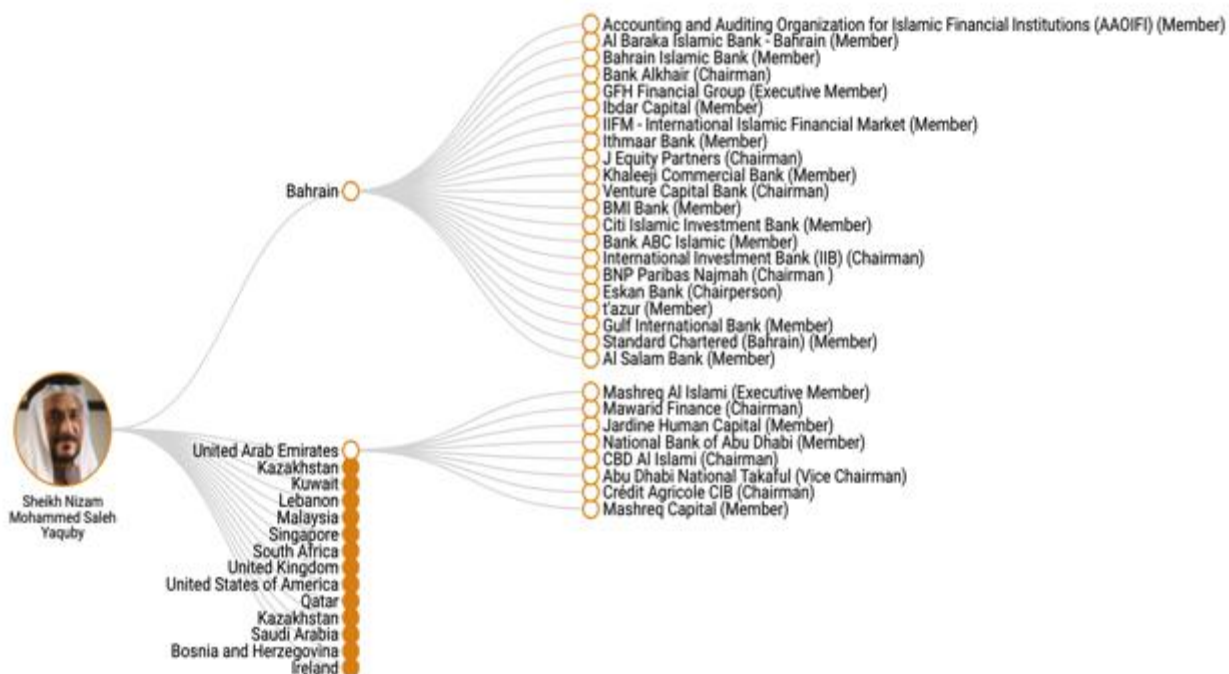 Accounting and Auditing Organization for Islamic Financial Institutions (AAOIFI) (Member)
Al Baraka Islamic Bank - Bahrain (Member)
Bahrain Islamic Bank (Member)
Bank Alkhair (Chairman)
GFH Financial Group (Executive Member)
Ibdar Capital (Member)
IIFM - International Islamic Financial Market (Member)
Ithmaar Bank (Member)
J Equity Partners (Chairman)
Khaleeji Commercial Bank (Member)
Bahrain
Venture Capital Bank (Chairman)
BMI Bank (Member)
Citi Islamic Investment Bank (Member)
Bank ABC Islamic (Member)
International Investment Bank (IIB) (Chairman)
BNP Paribas Najmah (Chairman )
Eskan Bank (Chairperson)
t'azur (Member)
Gulf International Bank (Member)
Standard Chartered (Bahrain) (Member)
Al Salam Bank (Member)
Mashreq Al Islami (Executive Member)
Mawarid Finance (Chairman)
Jardine Human Capital (Member)
National Bank of Abu Dhabi (Member)
CBD Al Islami (Chairman)
Abu Dhabi National Takaful (Vice Chairman)
Crédit Agricole CIB (Chairman)
Mashreq Capital (Member)
Sheikh Nizam
Mohammed Saleh
Yaquby
United Arab Emirates
Kazakhstan
Kuwait
Lebanon
Malaysia
Singapore
South Africa
United Kingdom
United States of America
Qatar
Kazakhstan
Saudi Arabia
Bosnia and Herzegovina
Ireland